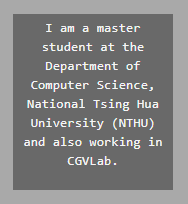 I am a master
student at the
Department of
Computer Science,
National Tsing Hua
University (NTHU)
and also working in
CGVLab.